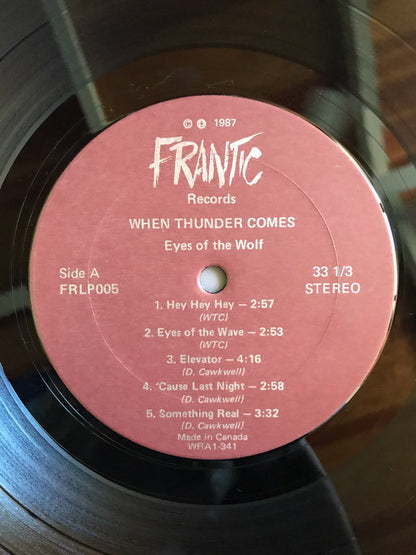 © ℗ 1987
FRANTIC
Records
WHEN THUNDER COMES
Eyes of the Wolf
Side A
FRLP005
33 1/3
STEREO
1. Hey Hey Hey — 2:57
(WTC)
2. Eyes of the Wave — 2:53
(WTC)
3. Elevator — 4:16
(D. Cawkwell)
4. 'Cause Last Night — 2:58
(D. Cawkwell)
5. Something Real — 3:32
(D. Cawkwell)
Made in Canada
WRA1-341